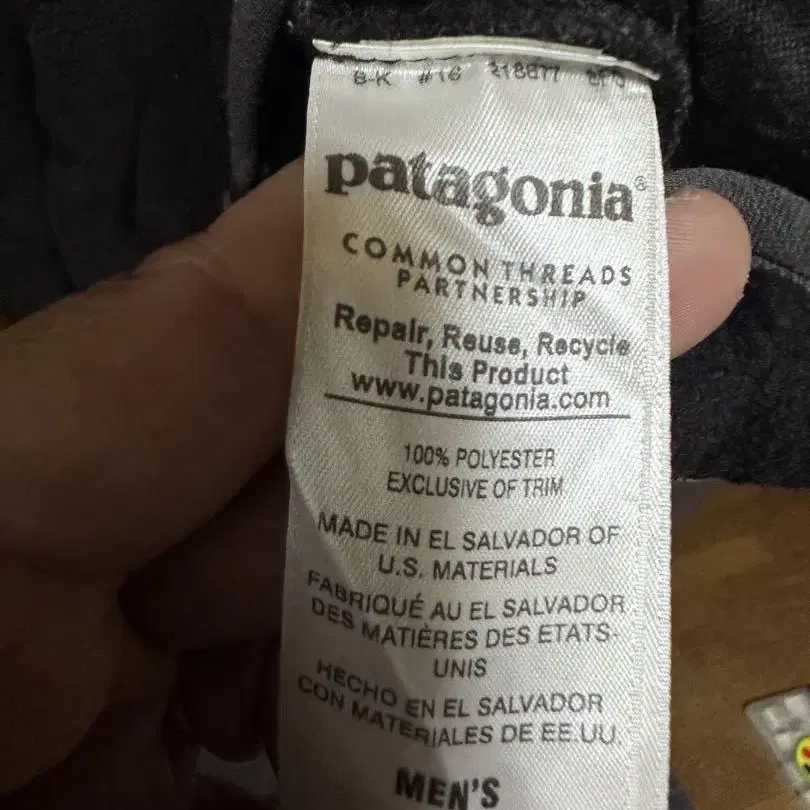 patagonia®
COMMON THREADS
PARTNERSHIP
Repair, Reuse, Recycle
This Product
www.patagonia.com
100% POLYESTER
EXCLUSIVE OF TRIM
MADE IN EL SALVADOR OF
U.S. MATERIALS
FABRIQUÉ AU EL SALVADOR
DES MATIÈRES DES ETATS-
UNIS
HECHO EN EL SALVADOR
CON MATERIALES DE EE.UU.
MEN'S